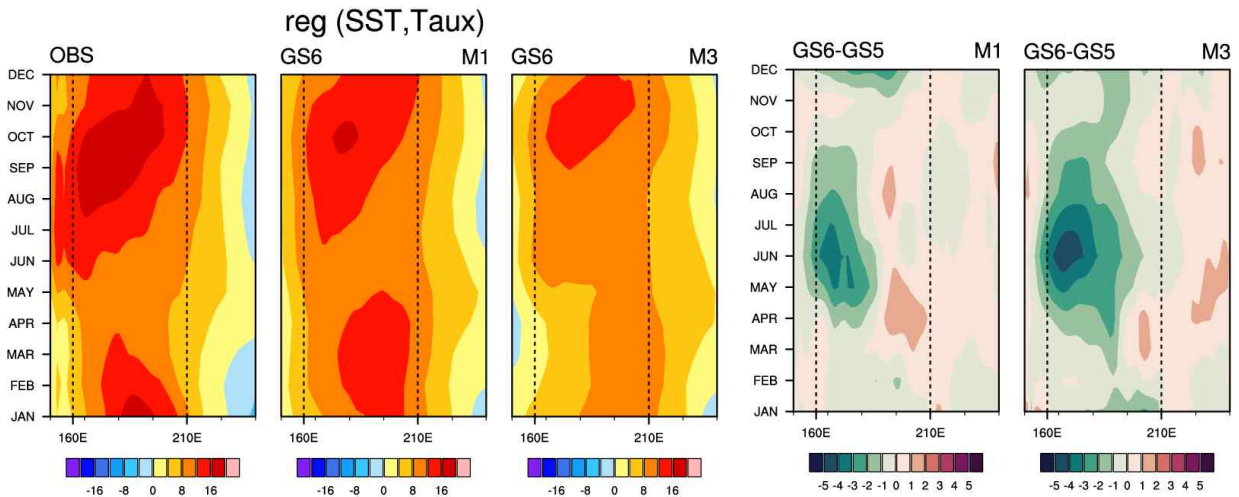 reg (SST,Taux)
OBS
GS6 M1
GS6 M3
GS6-GS5 M1
GS6-GS5 M3
DEC
NOV
OCT
SEP
AUG
JUL
JUN
MAY
APR
MAR
FEB
JAN
DEC
NOV
OCT
SEP
AUG
JUL
JUN
MAY
APR
MAR
FEB
JAN
160E 210E
160E 210E
160E 210E
160E 210E
160E 210E
-16 -8 0 8 16
-16 -8 0 8 16
-16 -8 0 8 16
-5 -4 -3 -2 -1 0 1 2 3 4 5
-5 -4 -3 -2 -1 0 1 2 3 4 5